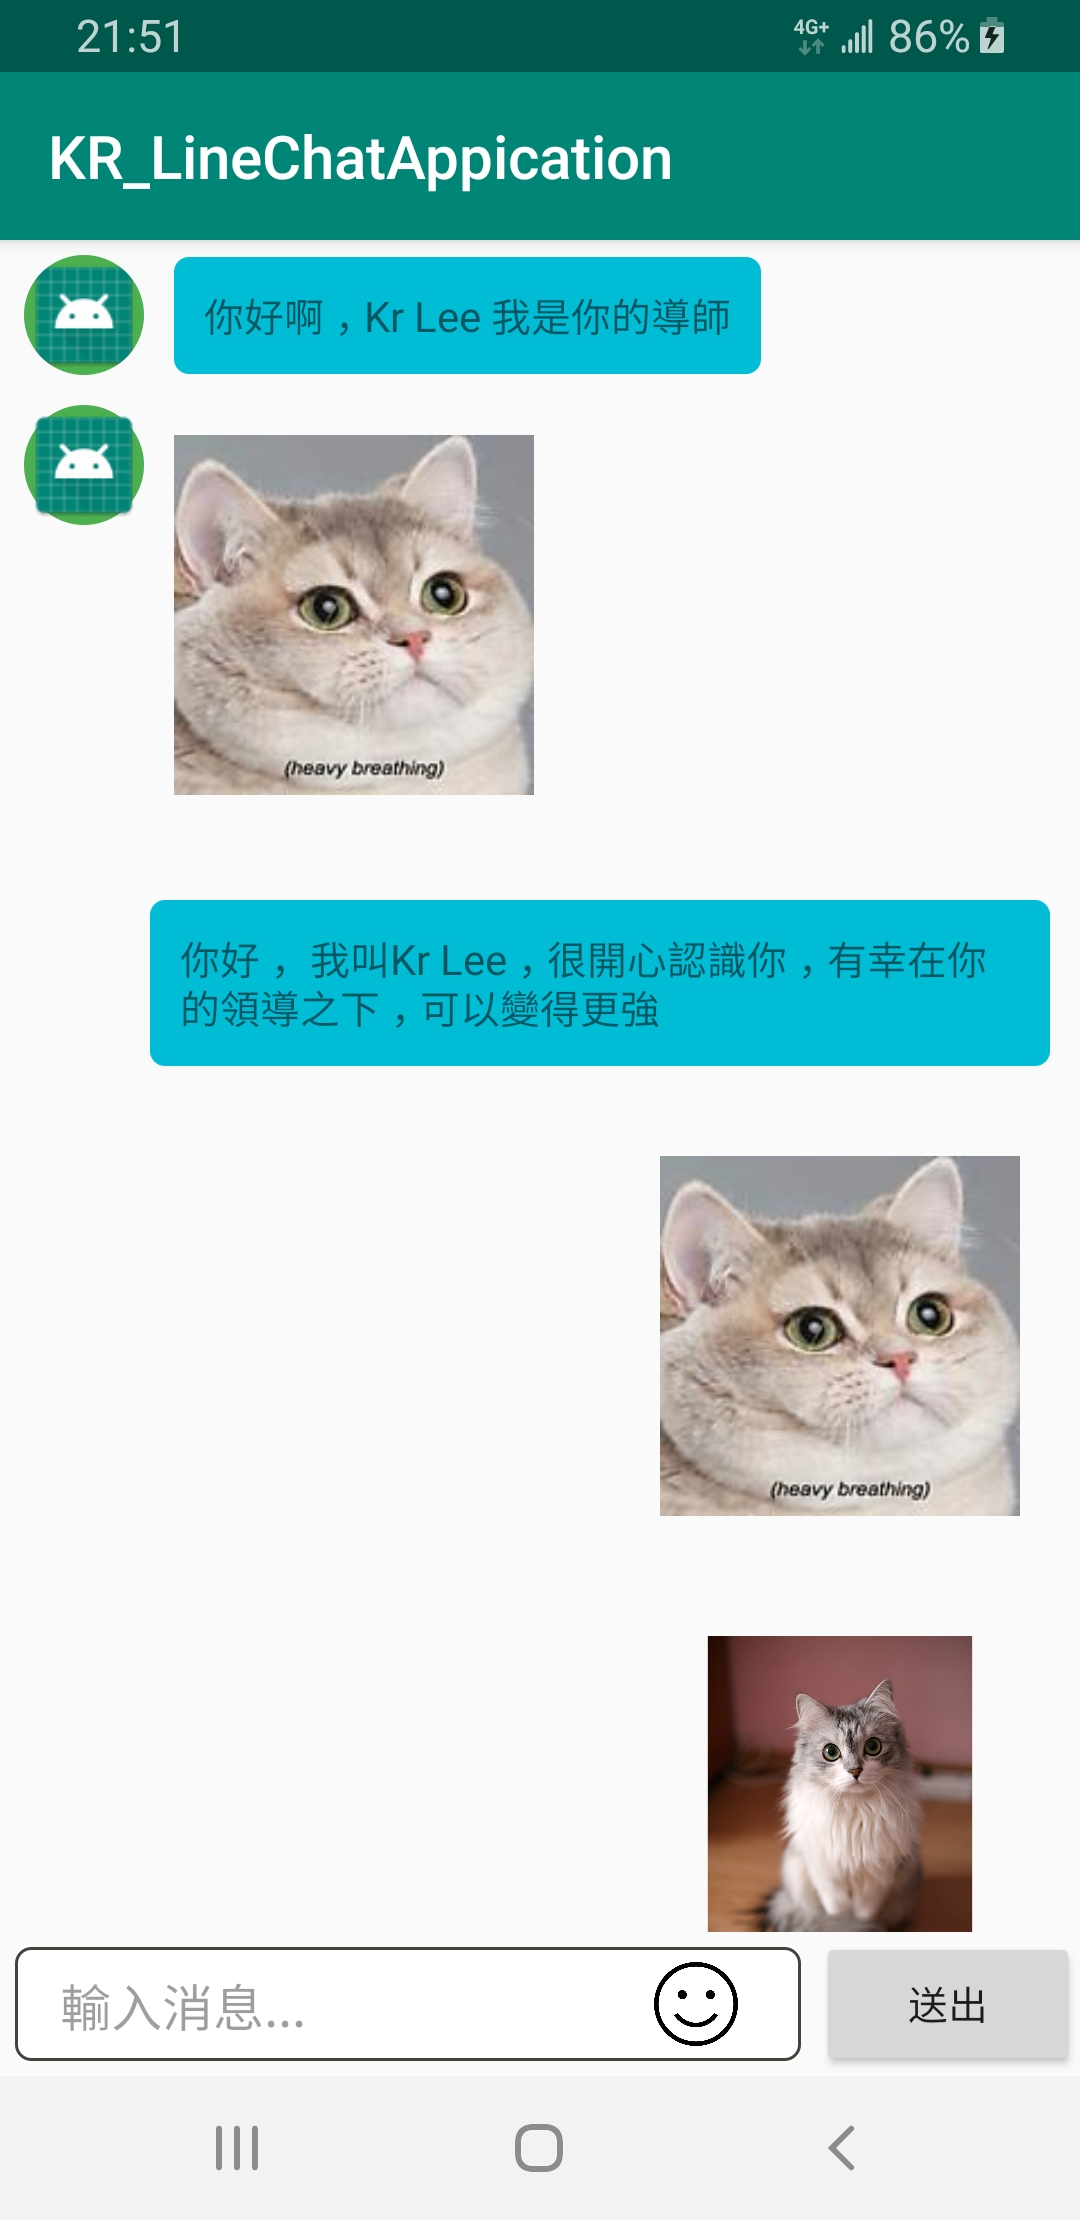 21:51 4G+ 86%
KR_LineChatAppication
你好啊，Kr Lee 我是你的導師
(heavy breathing)
你好， 我叫Kr Lee，很開心認識你，有幸在你
的領導之下，可以變得更強
(heavy breathing)
輸入消息...
送出